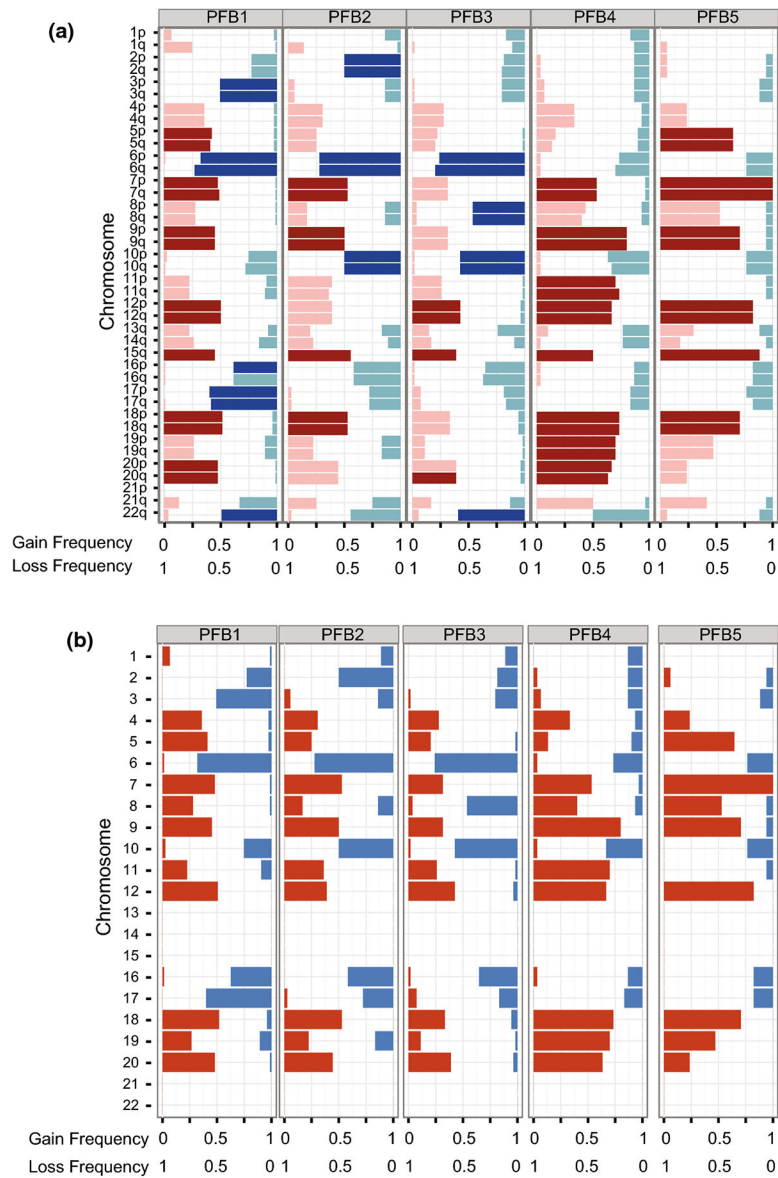 (a)
PFB1 PFB2 PFB3 PFB4 PFB5
Chromosome
1p
1q
2p
2q
3p
3q
4p
4q
5p
5q
6p
6q
7p
7q
8p
8q
9p
9q
10p
10q
11p
11q
12p
12q
13q
14q
15q
16p
16q
17p
17q
18p
18q
19p
19q
20p
20q
21p
21q
22q
Gain Frequency 0 0.5 1 0 0.5 1 0 0.5 1 0 0.5 1 0 0.5 1
Loss Frequency 1 0.5 0 1 0.5 0 1 0.5 0 1 0.5 0 1 0.5 0
(b)
PFB1 PFB2 PFB3 PFB4 PFB5
Chromosome
1
2
3
4
5
6
7
8
9
10
11
12
13
14
15
16
17
18
19
20
21
22
Gain Frequency 0 0.5 1 0 0.5 1 0 0.5 1 0 0.5 1 0 0.5 1
Loss Frequency 1 0.5 0 1 0.5 0 1 0.5 0 1 0.5 0 1 0.5 0